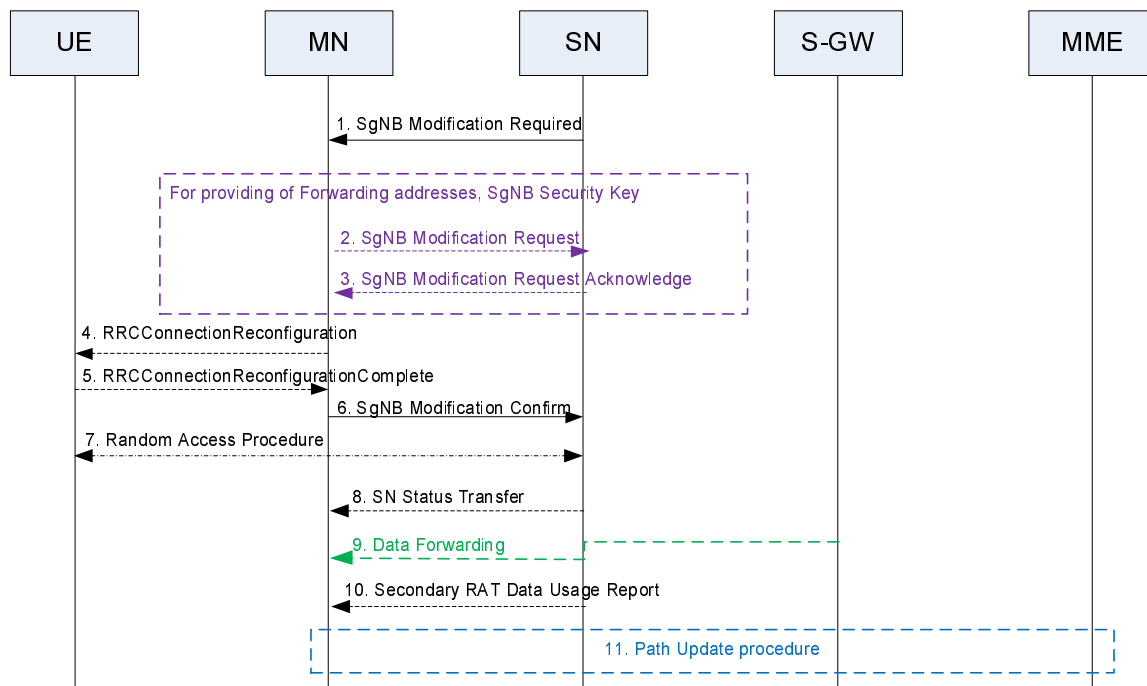 UE
MN
SN
S-GW
MME
1. SgNB Modification Required
For providing of Forwarding addresses, SgNB Security Key
2. SgNB Modification Request
3. SgNB Modification Request Acknowledge
4. RRCConnectionReconfiguration
5. RRCConnectionReconfigurationComplete
6. SgNB Modification Confirm
7. Random Access Procedure
8. SN Status Transfer
9. Data Forwarding
10. Secondary RAT Data Usage Report
11. Path Update procedure